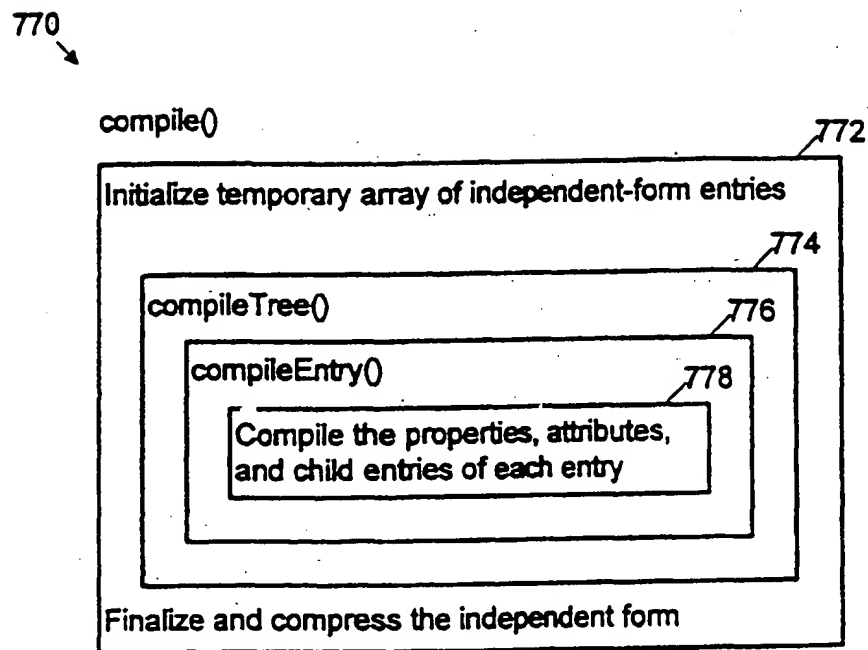 770
compile()
772
Initialize temporary array of independent-form entries
774
compileTree()
776
compileEntry()
778
Compile the properties, attributes,
and child entries of each entry
Finalize and compress the independent form